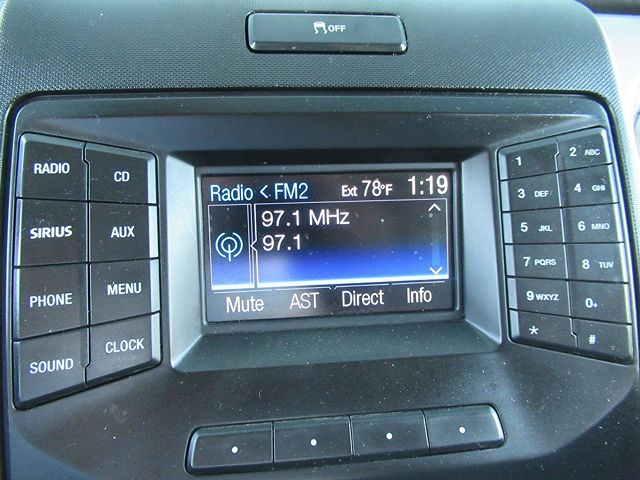 OFF
RADIO
CD
SIRIUS
AUX
PHONE
MENU
SOUND
CLOCK
Radio < FM2 Ext 78°F 1:19
97.1 MHz
97.1
Mute AST Direct Info
1
2 ABC
3 DEF
4 GHI
5 JKL
6 MNO
7 PQRS
8 TUV
9 WXYZ
0+
*
#